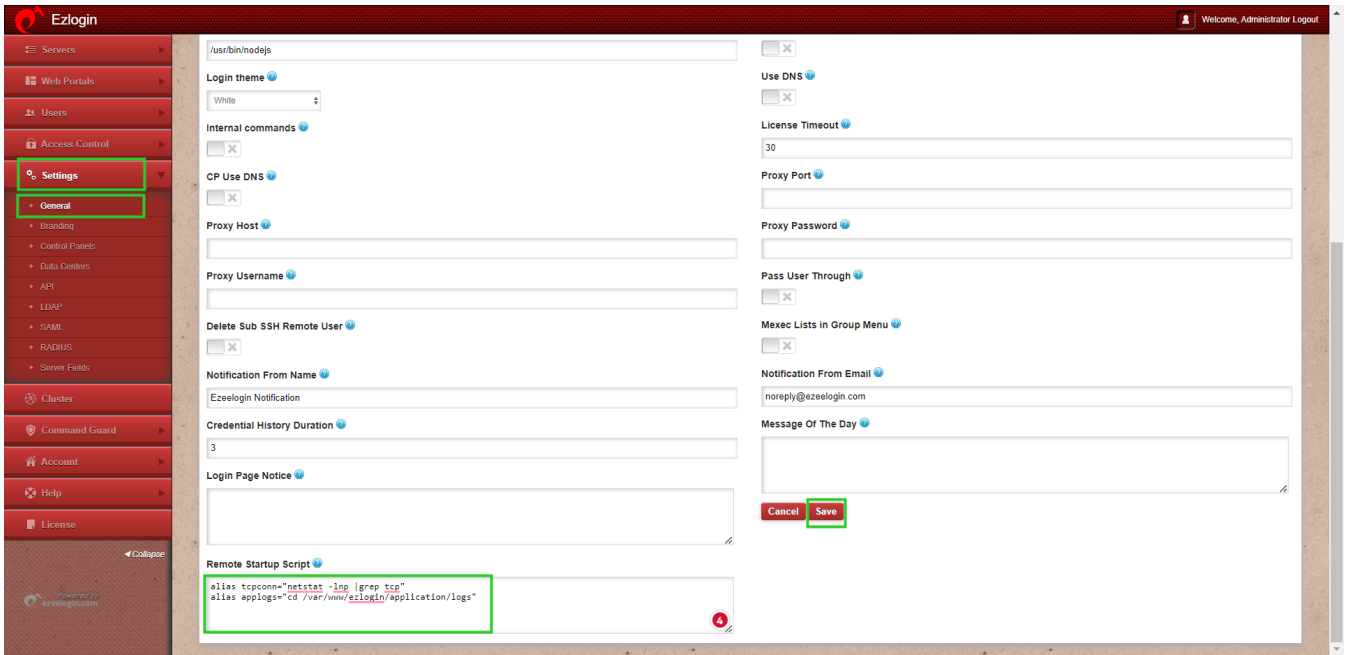 Ezlogin
Welcome, Administrator Logout
Servers
Web Portals
Users
Access Control
Settings
General
Branding
Control Panels
Data Centers
API
LDAP
SAML
RADIUS
Server Fields
Cluster
Command Guard
Account
Help
License
Collapse
Powered by
ezeelogin.com
/usr/bin/nodejs
Login theme
White
Internal commands
CP Use DNS
Proxy Host
Proxy Username
Delete Sub SSH Remote User
Notification From Name
Ezeelogin Notification
Credential History Duration
3
Login Page Notice
Remote Startup Script
alias tcpconn="netstat -lnp |grep tcp"
alias applogs="cd /var/www/ezlogin/application/logs"
4
Use DNS
License Timeout
30
Proxy Port
Proxy Password
Pass User Through
Mexec Lists in Group Menu
Notification From Email
noreply@ezeelogin.com
Message Of The Day
Cancel
Save